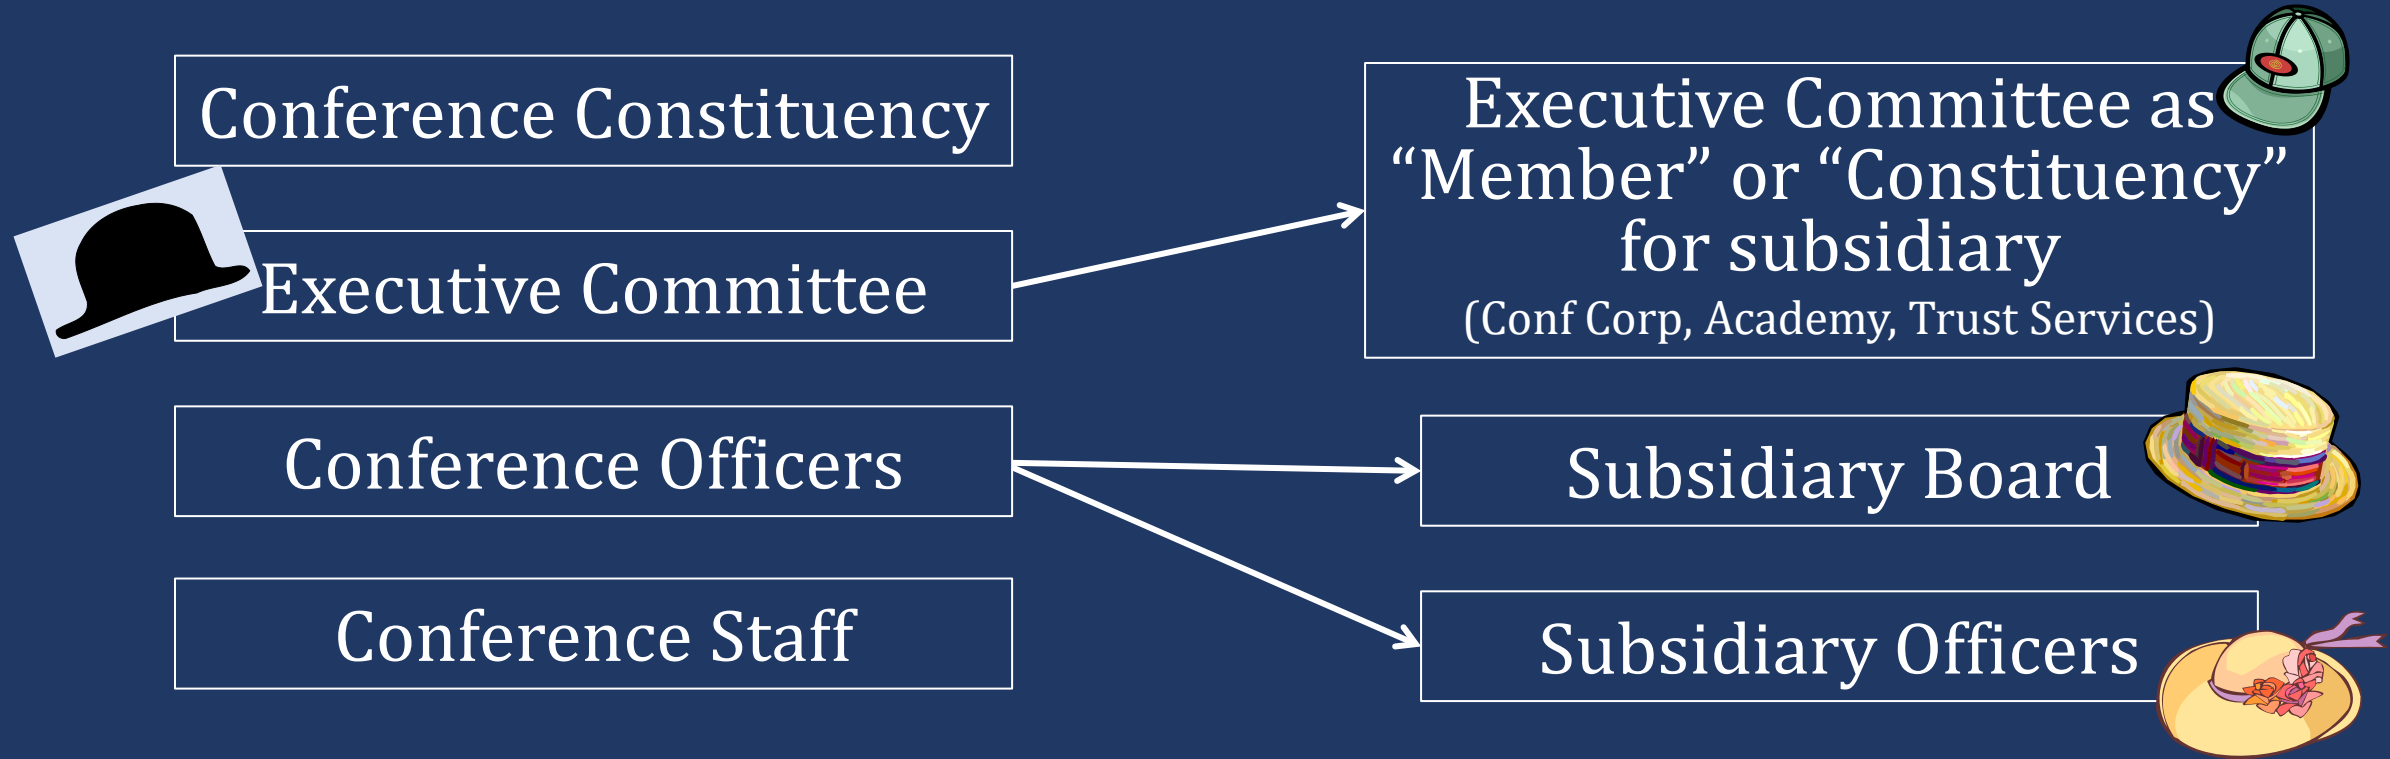 Conference Constituency
Executive Committee
Conference Officers
Conference Staff
Executive Committee as
“Member” or “Constituency”
for subsidiary
(Conf Corp, Academy, Trust Services)
Subsidiary Board
Subsidiary Officers